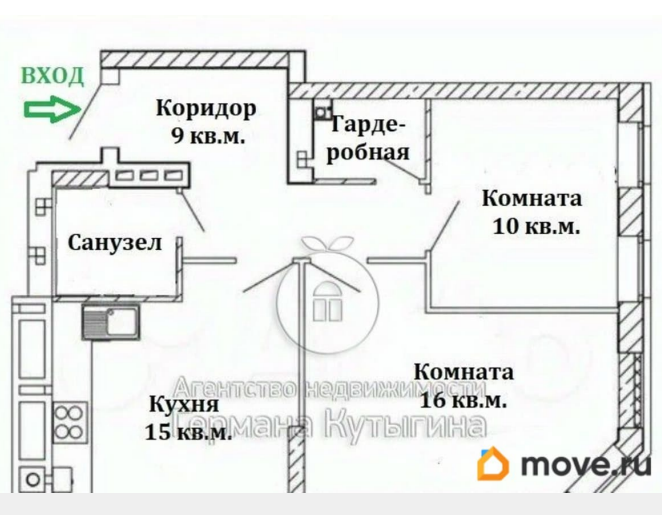 ВХОД
Коридор
9 кв.м.
Гарде-
робная
Комната
10 кв.м.
Санузел
Комната
16 кв.м.
Кухня
15 кв.м.
Агентство недвижимости
Германа Кутыгина
move.ru